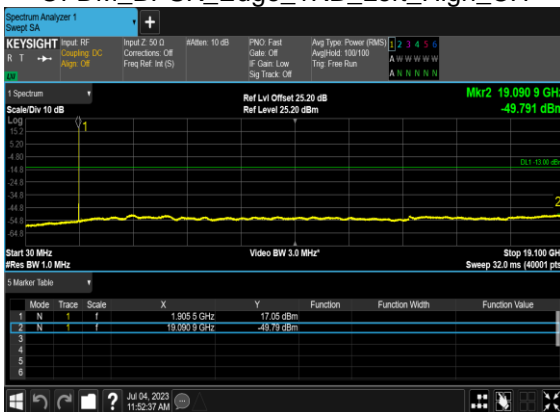 Spectrum Analyzer 1
Swept SA
+
KEYSIGHT
R T
LU
Input: RF
Coupling: DC
Align: Off
Input Z: 50 Ω
Corrections: Off
Freq Ref: Int (S)
#Atten: 10 dB
PNO: Fast
Gate: Off
IF Gain: Low
Sig Track: Off
Avg Type: Power (RMS)
Avg|Hold: 100/100
Trig: Free Run
1 2 3 4 5 6
A W W W W W
A N N N N N
1 Spectrum
Scale/Div 10 dB
Ref Lvl Offset 25.20 dB
Ref Level 25.20 dBm
Mkr2 19.090 9 GHz
-49.791 dBm
Log
15.2
5.20
-4.80
-14.8
-24.8
-34.8
-44.8
-54.8
-64.8
1
DL1 -13.00 dBm
2
Start 30 MHz
#Res BW 1.0 MHz
Video BW 3.0 MHz*
Stop 19.100 GH
Sweep 32.0 ms (40001 pts
5 Marker Table
Mode Trace Scale X Y Function Function Width Function Value
1 N 1 f 1.905 5 GHz 17.05 dBm
2 N 1 f 19.090 9 GHz -49.79 dBm
3
4
5
6
?
Jul 04, 2023
11:52:37 AM